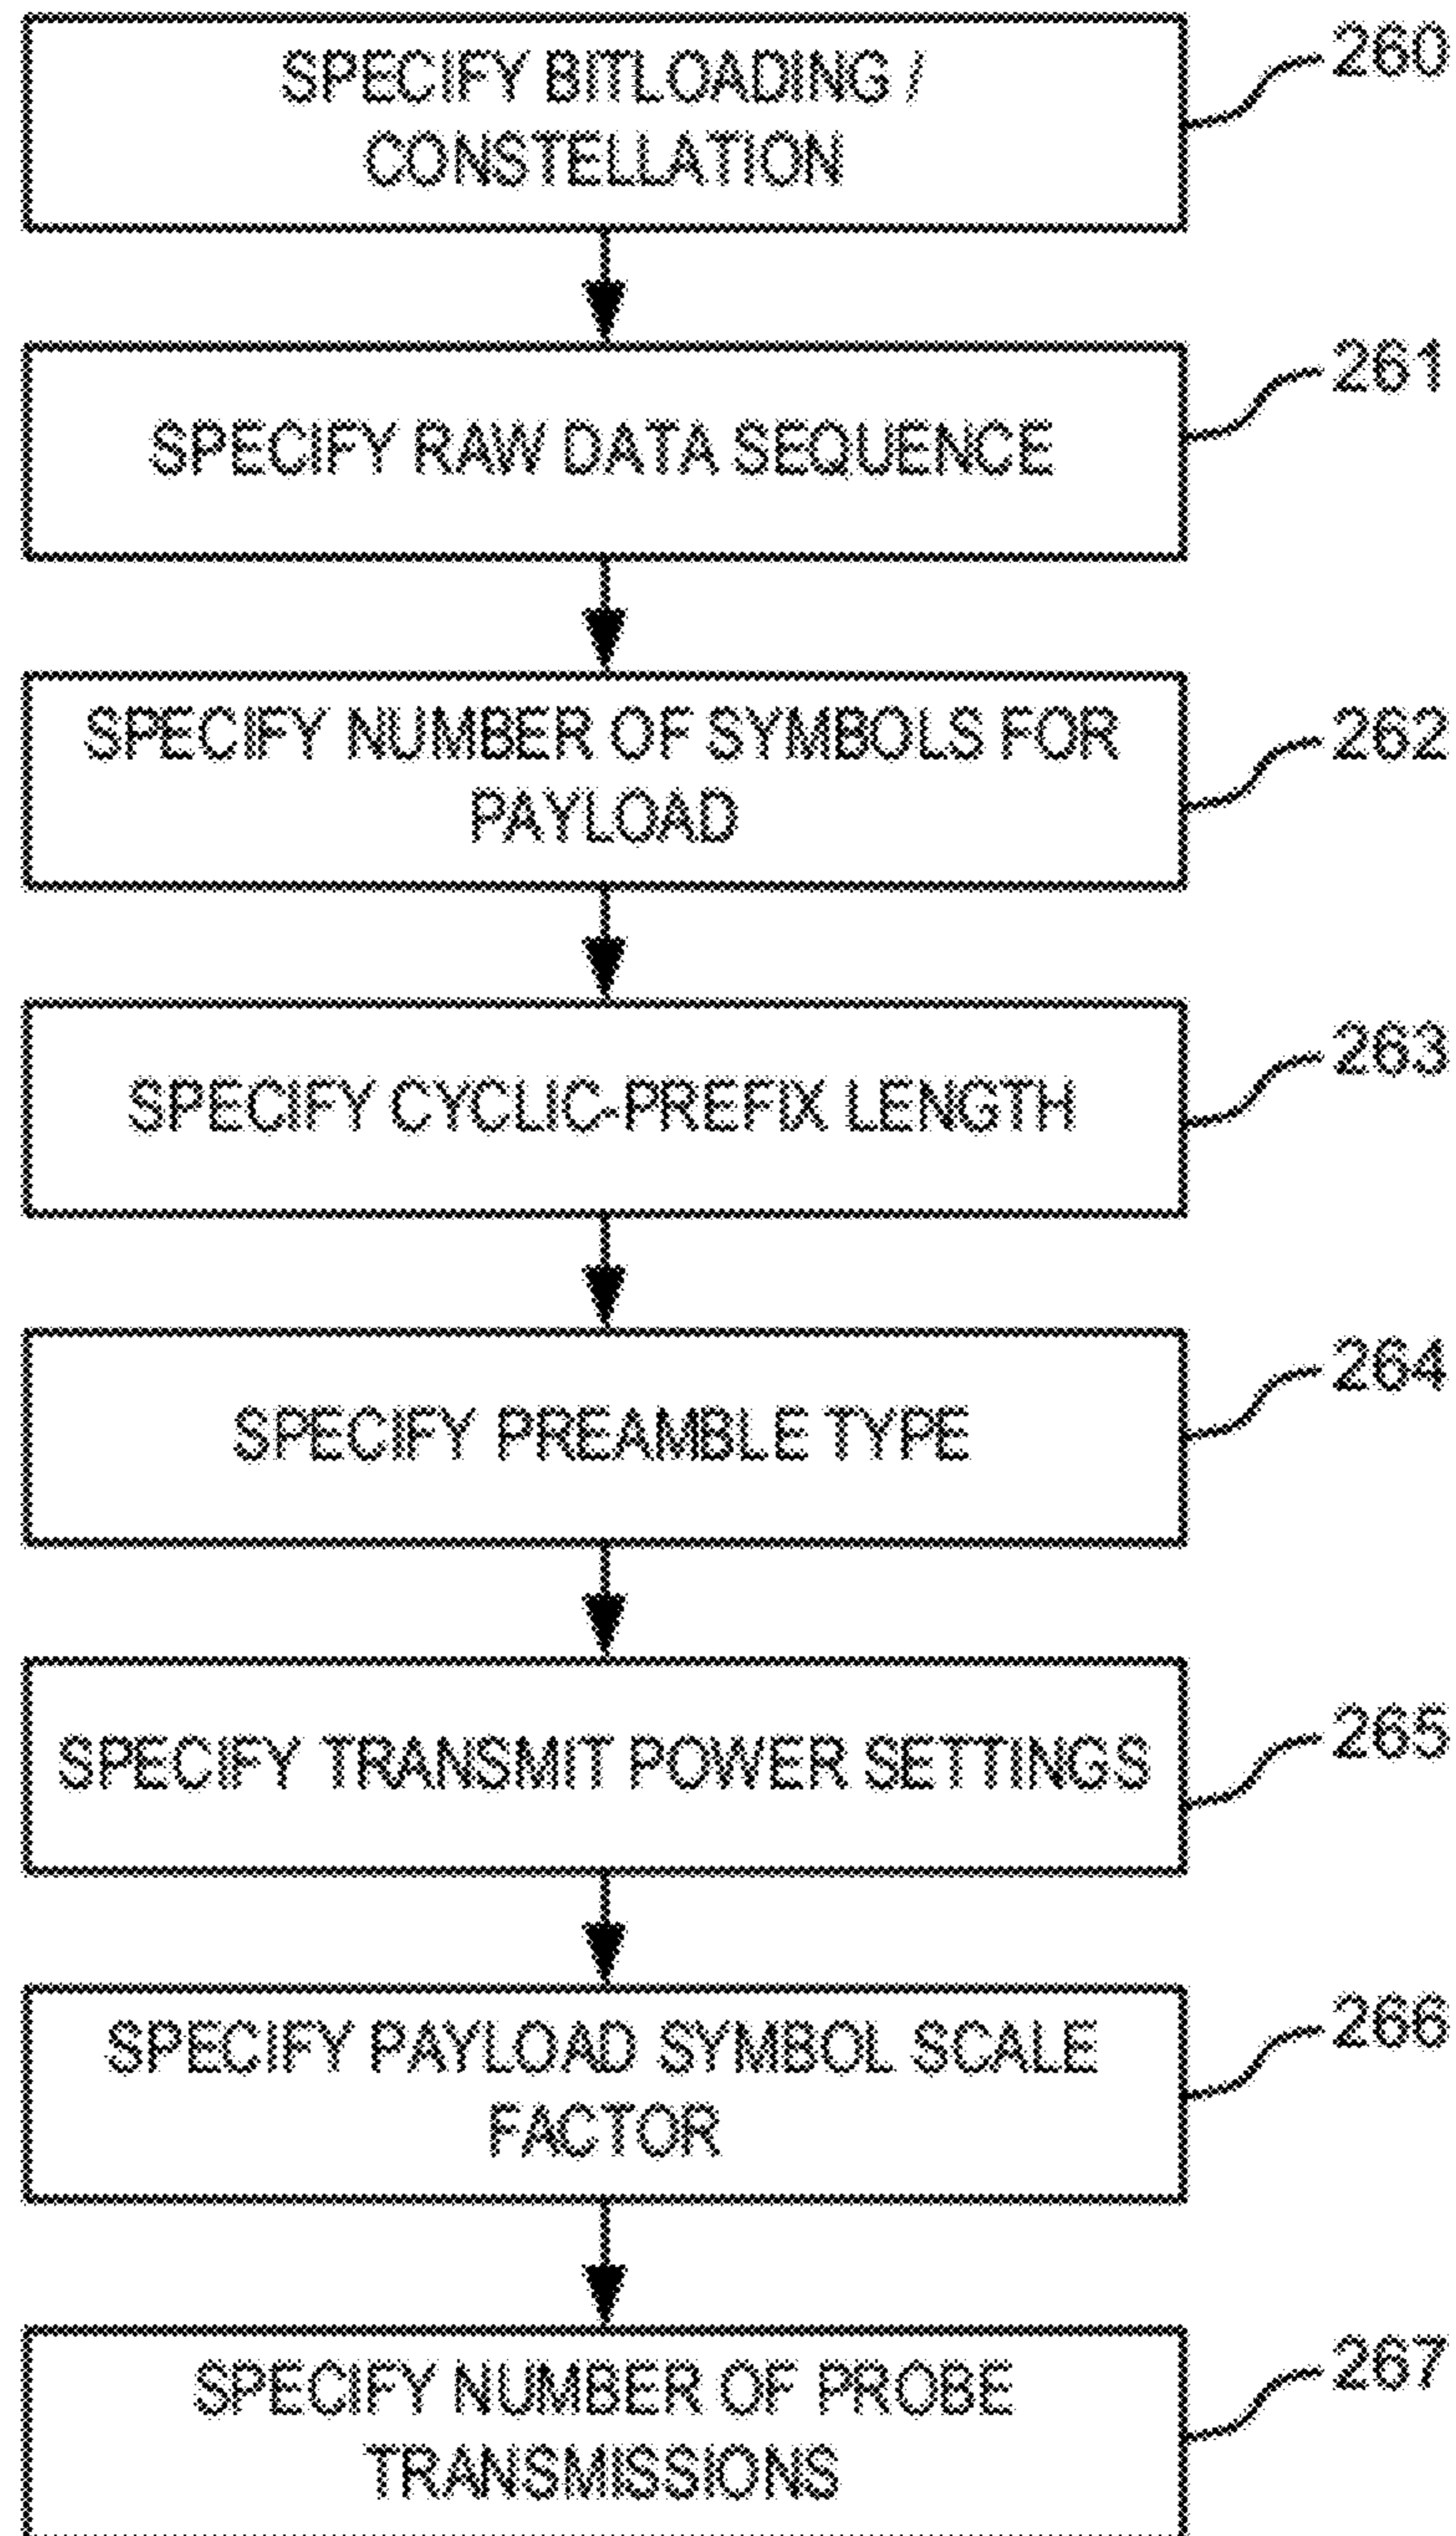 SPECIFY BITLOADING /
CONSTELLATION
260
SPECIFY RAW DATA SEQUENCE
261
SPECIFY NUMBER OF SYMBOLS FOR
PAYLOAD
262
SPECIFY CYCLIC-PREFIX LENGTH
263
SPECIFY PREAMBLE TYPE
264
SPECIFY TRANSMIT POWER SETTINGS
265
SPECIFY PAYLOAD SYMBOL SCALE
FACTOR
266
SPECIFY NUMBER OF PROBE
TRANSMISSIONS
267